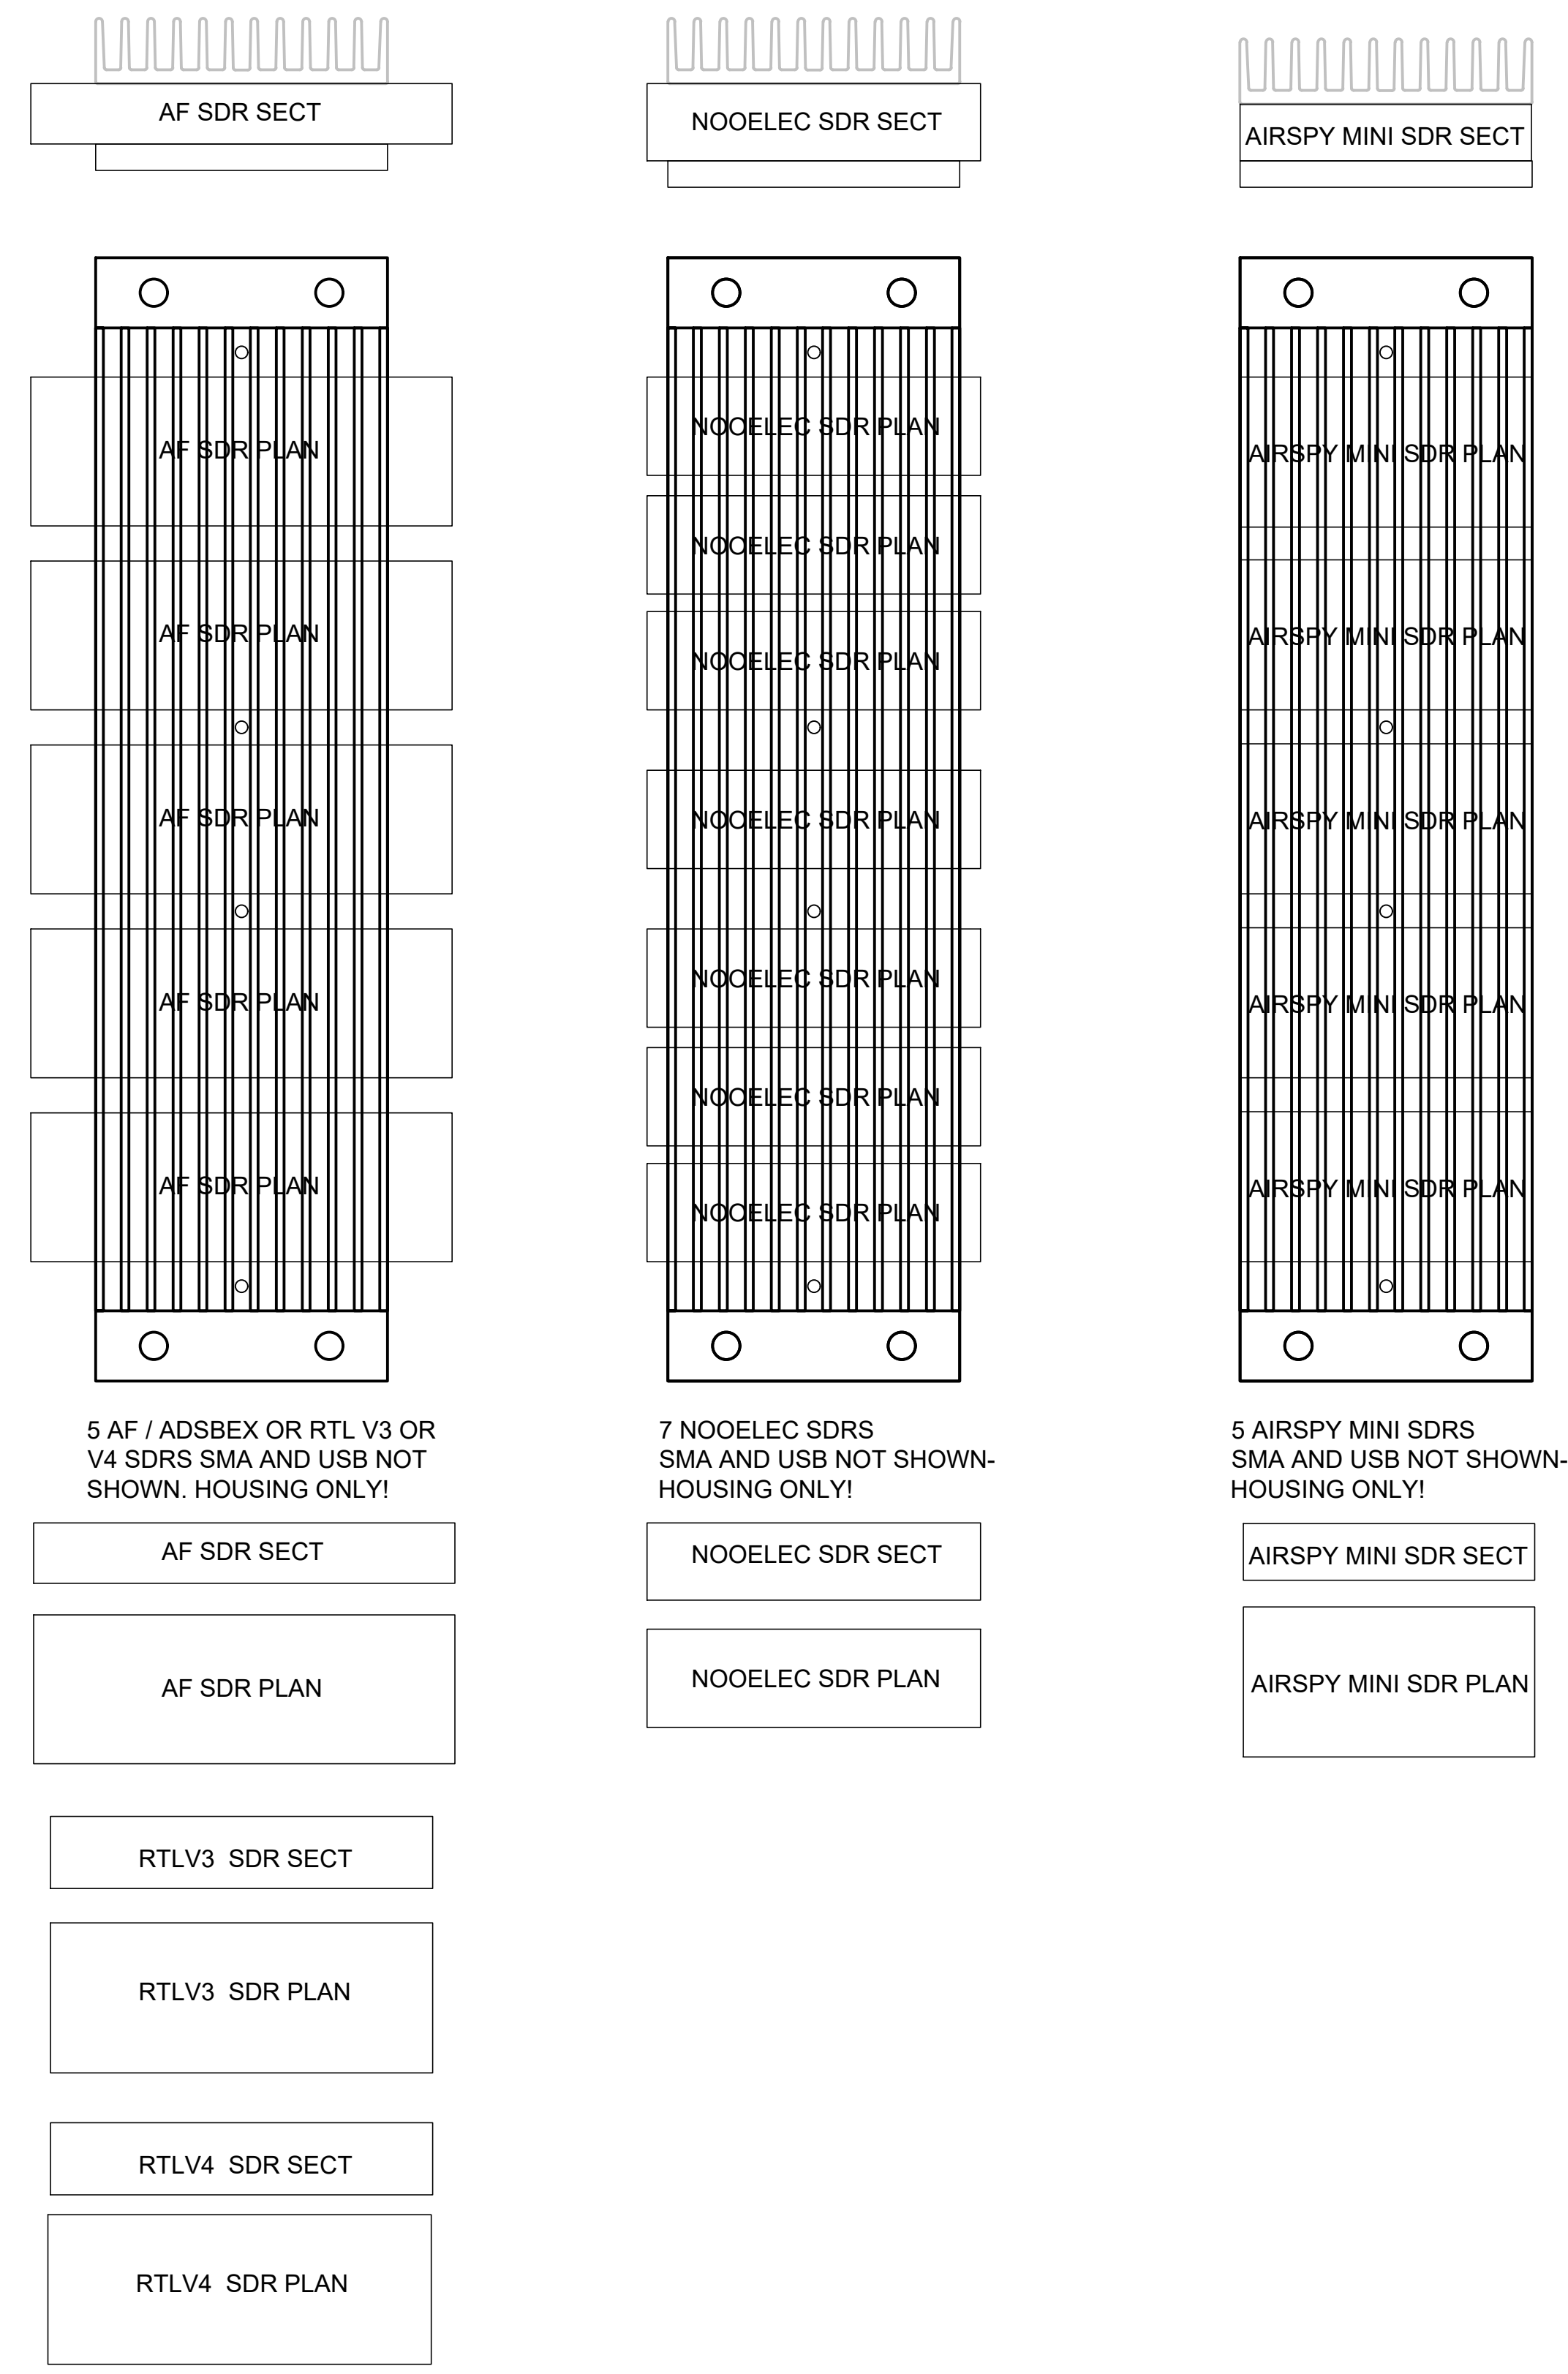 AF SDR SECT
NOOELEC SDR SECT
AIRSPY MINI SDR SECT
AF SDR PLAN
AF SDR PLAN
AF SDR PLAN
AF SDR PLAN
AF SDR PLAN
NOOELEC SDR PLAN
NOOELEC SDR PLAN
NOOELEC SDR PLAN
NOOELEC SDR PLAN
NOOELEC SDR PLAN
NOOELEC SDR PLAN
NOOELEC SDR PLAN
AIRSPY MINI SDR PLAN
AIRSPY MINI SDR PLAN
AIRSPY MINI SDR PLAN
AIRSPY MINI SDR PLAN
AIRSPY MINI SDR PLAN
5 AF / ADSBEX OR RTL V3 OR
V4 SDRS SMA AND USB NOT
SHOWN. HOUSING ONLY!
7 NOOELEC SDRS
SMA AND USB NOT SHOWN-
HOUSING ONLY!
5 AIRSPY MINI SDRS
SMA AND USB NOT SHOWN-
HOUSING ONLY!
AF SDR SECT
AF SDR PLAN
NOOELEC SDR SECT
NOOELEC SDR PLAN
AIRSPY MINI SDR SECT
AIRSPY MINI SDR PLAN
RTLV3 SDR SECT
RTLV3 SDR PLAN
RTLV4 SDR SECT
RTLV4 SDR PLAN